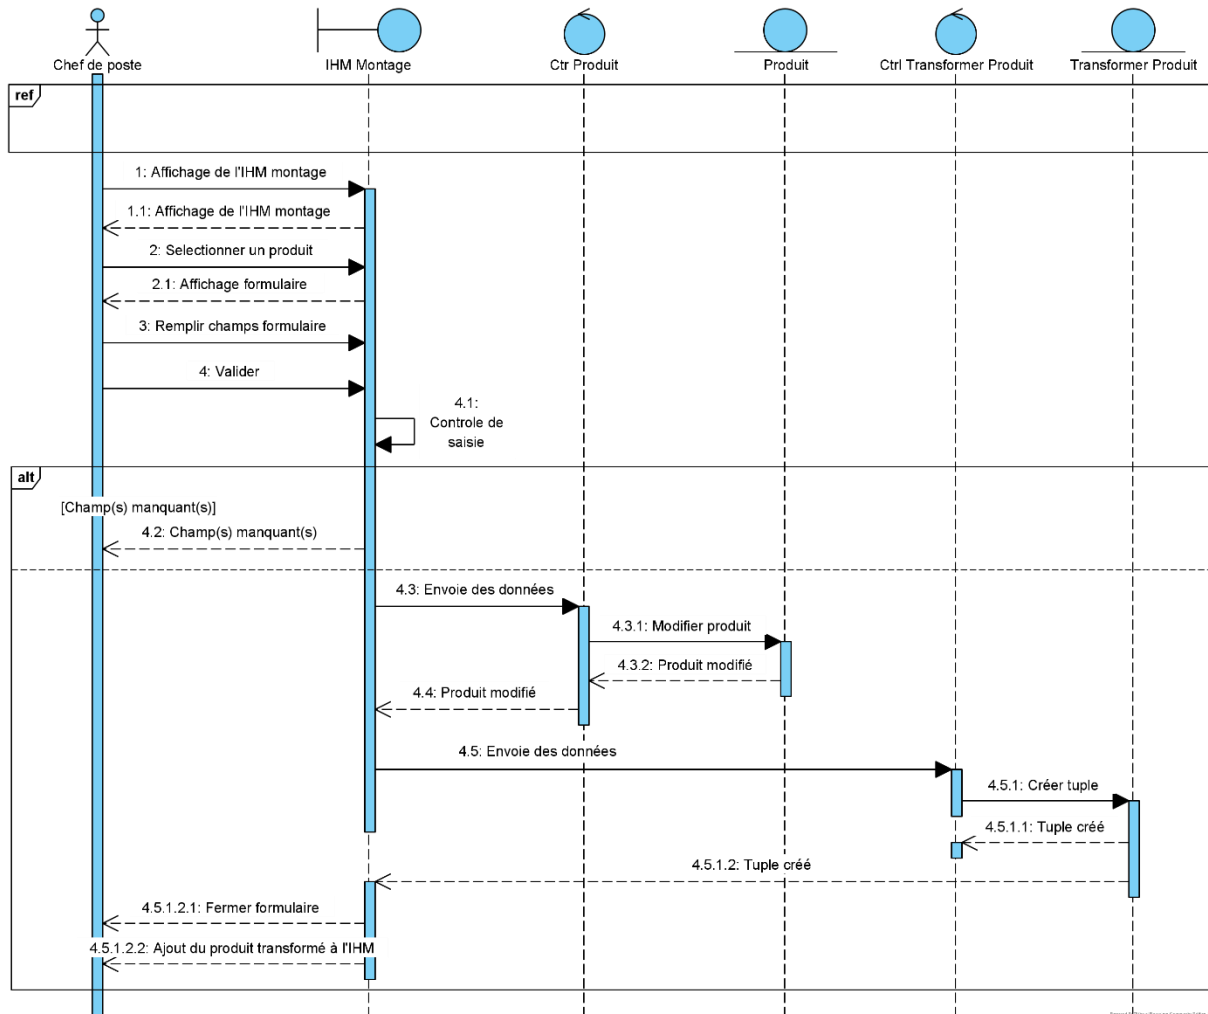 Chef de poste
IHM Montage
Ctr Produit
Produit
Ctrl Transformer Produit
Transformer Produit
ref
1: Affichage de l'IHM montage
1.1: Affichage de l'IHM montage
2: Selectionner un produit
2.1: Affichage formulaire
3: Remplir champs formulaire
4: Valider
4.1:
Controle de
saisie
alt
[Champ(s) manquant(s)]
4.2: Champ(s) manquant(s)
4.3: Envoie des données
4.3.1: Modifier produit
4.3.2: Produit modifié
4.4: Produit modifié
4.5: Envoie des données
4.5.1: Créer tuple
4.5.1.1: Tuple créé
4.5.1.2: Tuple créé
4.5.1.2.1: Fermer formulaire
4.5.1.2.2: Ajout du produit transformé à l'IHM